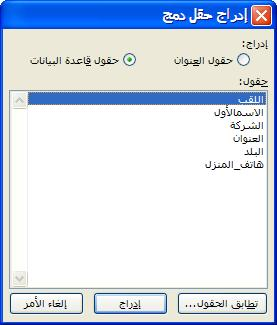 إدراج حقل دمج
إدراج:
حقول العنوان
حقول قاعدة البيانات
حقول:
اللقب
الاسمالأول
الشركة
العنوان
البلد
هاتف_المنزل
تطابق الحقول...
إدراج
إلغاء الأمر